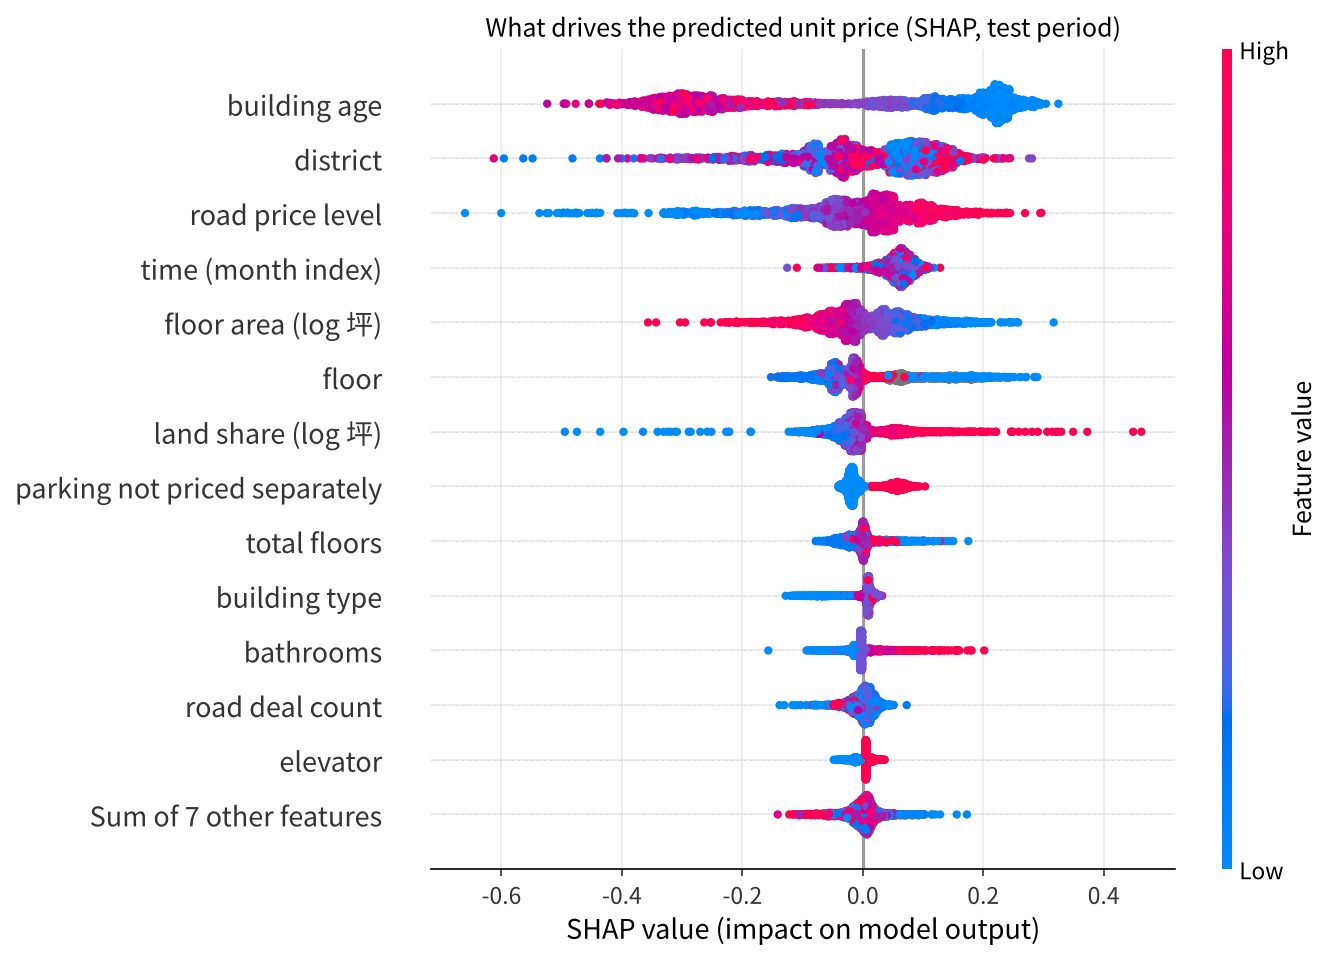 What drives the predicted unit price (SHAP, test period)
High
building age
district
road price level
time (month index)
floor area (log 坪)
floor
land share (log 坪)
parking not priced separately
total floors
building type
bathrooms
road deal count
elevator
Sum of 7 other features
Feature value
Low
-0.6 -0.4 -0.2 0.0 0.2 0.4
SHAP value (impact on model output)